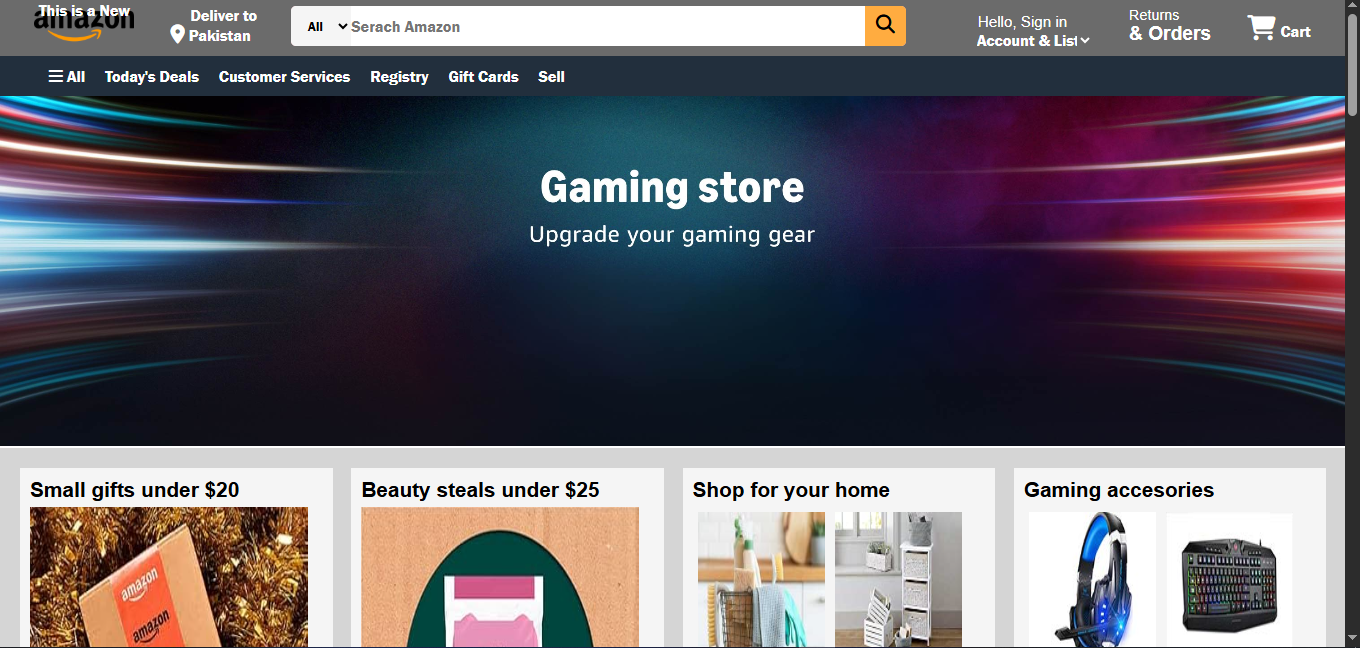 This is a New
amazon
Deliver to
Pakistan
All
Serach Amazon
Hello, Sign in
Account & List
Returns
& Orders
Cart
All
Today's Deals
Customer Services
Registry
Gift Cards
Sell
Gaming store
Upgrade your gaming gear
Small gifts under $20
Beauty steals under $25
Shop for your home
Gaming accesories
amazon
amazon